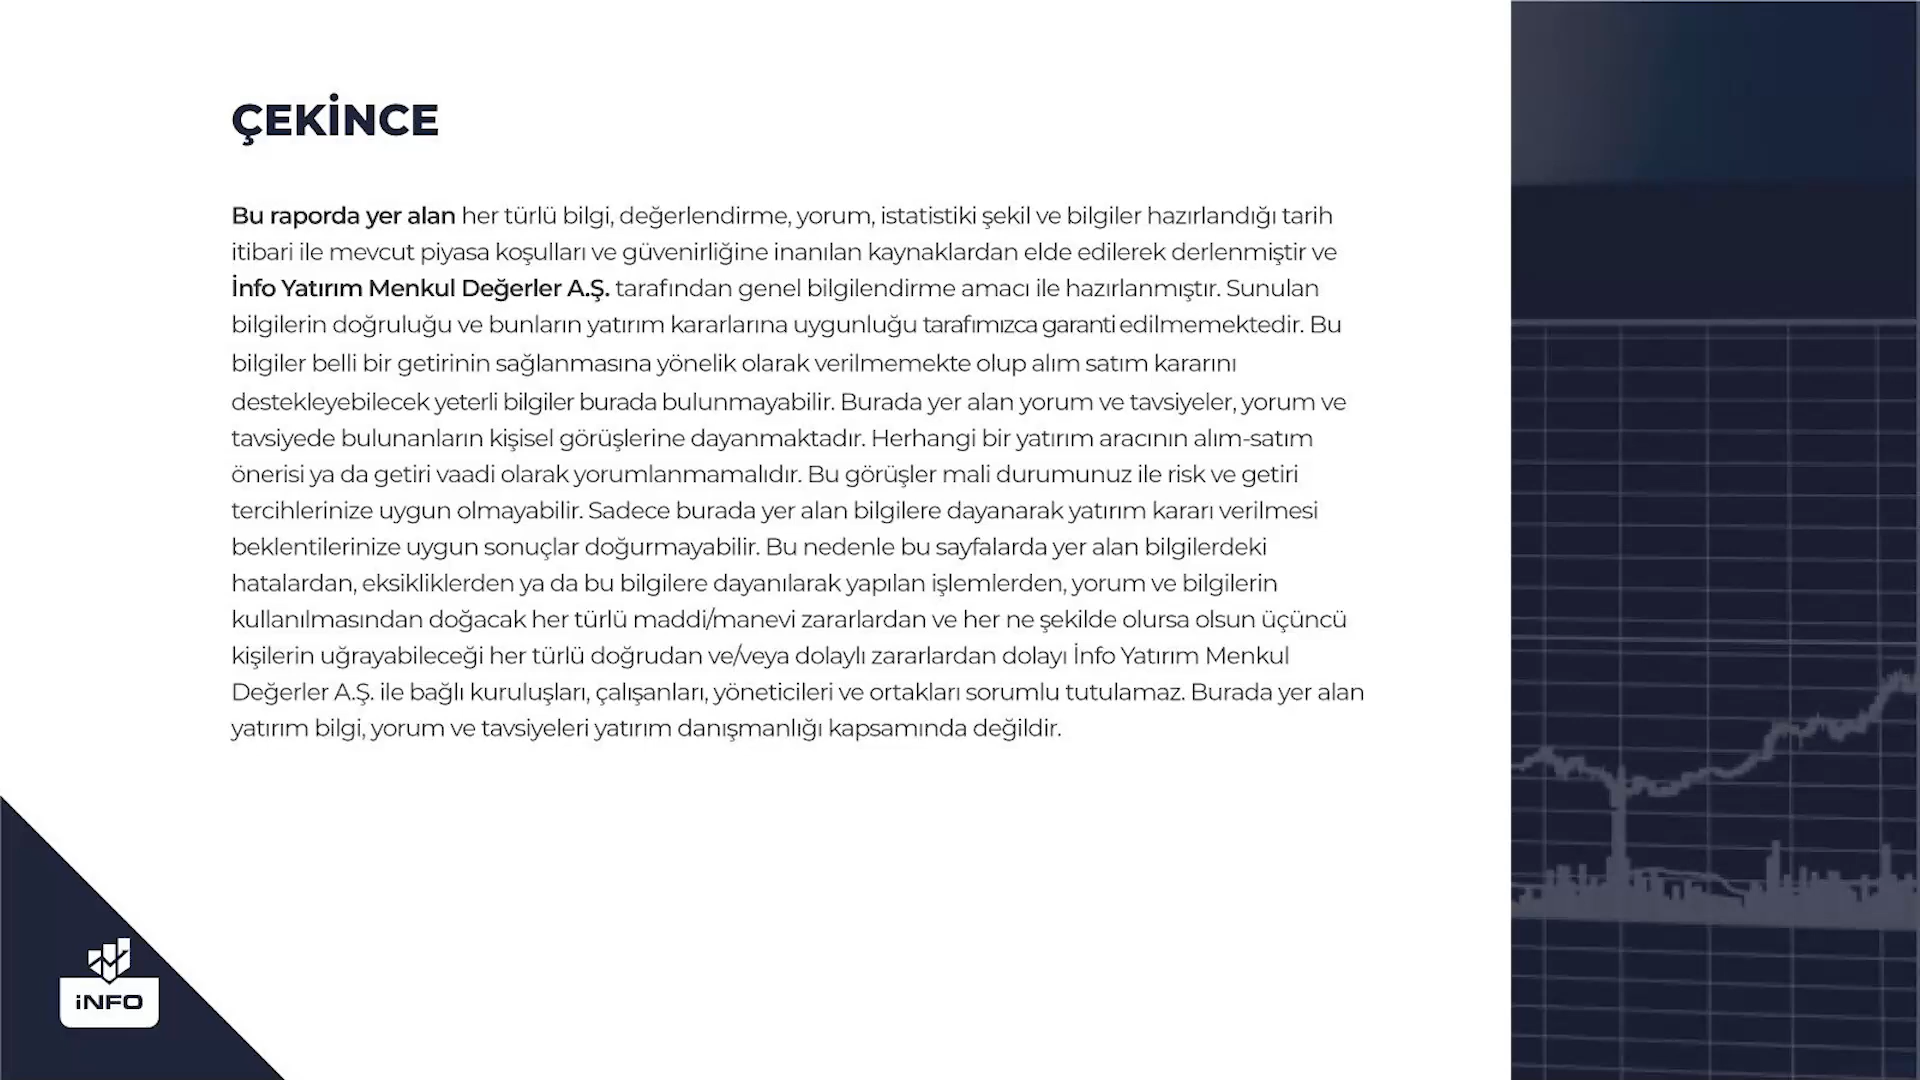 ÇEKİNCE
Bu raporda yer alan her türlü bilgi, değerlendirme, yorum, istatistiki şekil ve bilgiler hazırlandığı tarih
itibari ile mevcut piyasa koşulları ve güvenirliğine inanılan kaynaklardan elde edilerek derlenmiştir ve
İnfo Yatırım Menkul Değerler A.Ş. tarafından genel bilgilendirme amacı ile hazırlanmıştır. Sunulan
bilgilerin doğruluğu ve bunların yatırım kararlarına uygunluğu tarafımızca garanti edilmemektedir. Bu
bilgiler belli bir getirinin sağlanmasına yönelik olarak verilmemekte olup alım satım kararını
destekleyebilecek yeterli bilgiler burada bulunmayabilir. Burada yer alan yorum ve tavsiyeler, yorum ve
tavsiyede bulunanların kişisel görüşlerine dayanmaktadır. Herhangi bir yatırım aracının alım-satım
önerisi ya da getiri vaadi olarak yorumlanmamalıdır. Bu görüşler mali durumunuz ile risk ve getiri
tercihlerinize uygun olmayabilir. Sadece burada yer alan bilgilere dayanarak yatırım kararı verilmesi
beklentilerinize uygun sonuçlar doğurmayabilir. Bu nedenle bu sayfalarda yer alan bilgilerdeki
hatalardan, eksikliklerden ya da bu bilgilere dayanılarak yapılan işlemlerden, yorum ve bilgilerin
kullanılmasından doğacak her türlü maddi/manevi zararlardan ve her ne şekilde olursa olsun üçüncü
kişilerin uğrayabileceği her türlü doğrudan ve/veya dolaylı zararlardan dolayı İnfo Yatırım Menkul
Değerler A.Ş. ile bağlı kuruluşları, çalışanları, yöneticileri ve ortakları sorumlu tutulamaz. Burada yer alan
yatırım bilgi, yorum ve tavsiyeleri yatırım danışmanlığı kapsamında değildir.
iNFO